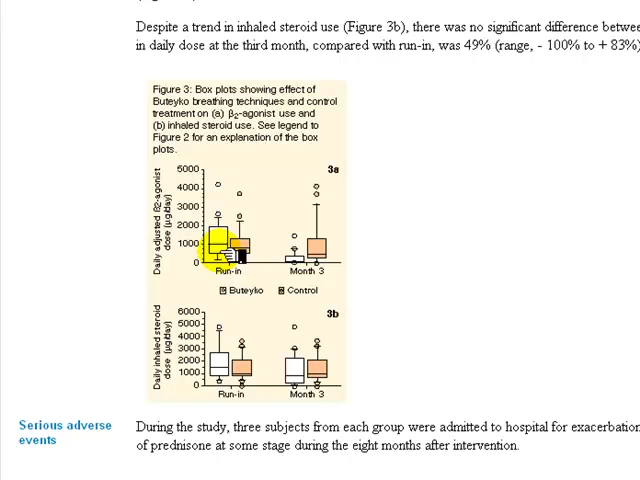 Despite a trend in inhaled steroid use (Figure 3b), there was no significant difference
in daily dose at the third month, compared with run-in, was 49% (range, - 100% to + 83%)
Figure 3: Box plots showing effect of
Buteyko breathing techniques and control
treatment on (a) β2-agonist use and
(b) inhaled steroid use. See legend to
Figure 2 for an explanation of the box
plots.
3a
Daily adjusted ß2-agonist
dose (µg/day)
5000
4000
3000
2000
1000
0
Run-in Month 3
Buteyko Control
3b
Daily inhaled steroid
dose (µg/day)
6000
5000
4000
3000
2000
1000
0
Run-in Month 3
Serious adverse
events
During the study, three subjects from each group were admitted to hospital for exacerbation
of prednisone at some stage during the eight months after intervention.